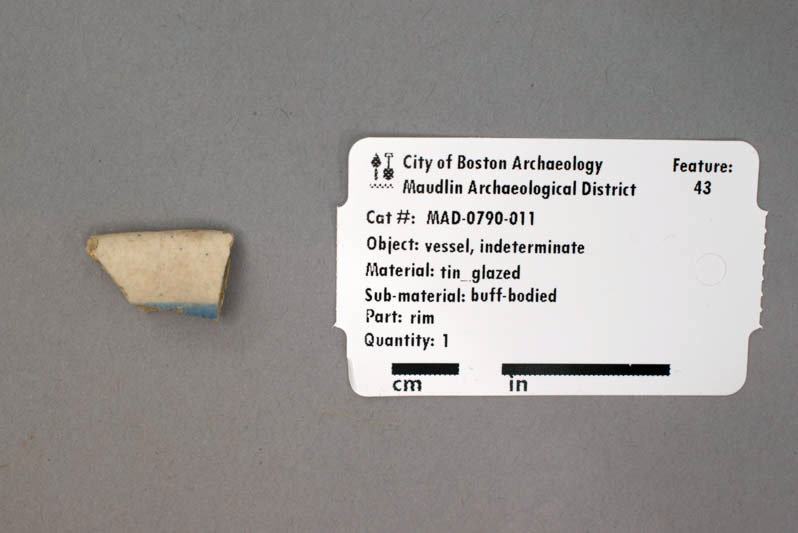 City of Boston Archaeology
Maudlin Archaeological District
Feature:
43
Cat #: MAD-0790-011
Object: vessel, indeterminate
Material: tin_glazed
Sub-material: buff-bodied
Part: rim
Quantity: 1
cm in